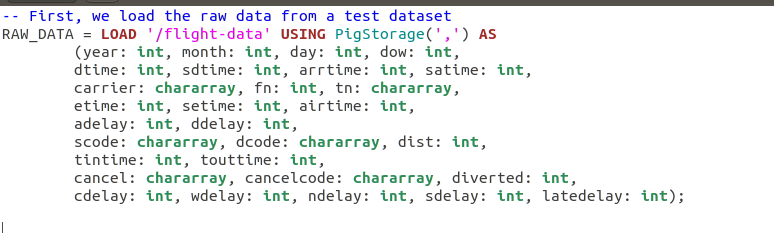 -- First, we load the raw data from a test dataset
RAW_DATA = LOAD '/flight-data' USING PigStorage(',') AS
(year: int, month: int, day: int, dow: int,
dtime: int, sdtime: int, arrtime: int, satime: int,
carrier: chararray, fn: int, tn: chararray,
etime: int, setime: int, airtime: int,
adelay: int, ddelay: int,
scode: chararray, dcode: chararray, dist: int,
tintime: int, touttime: int,
cancel: chararray, cancelcode: chararray, diverted: int,
cdelay: int, wdelay: int, ndelay: int, sdelay: int, latedelay: int);